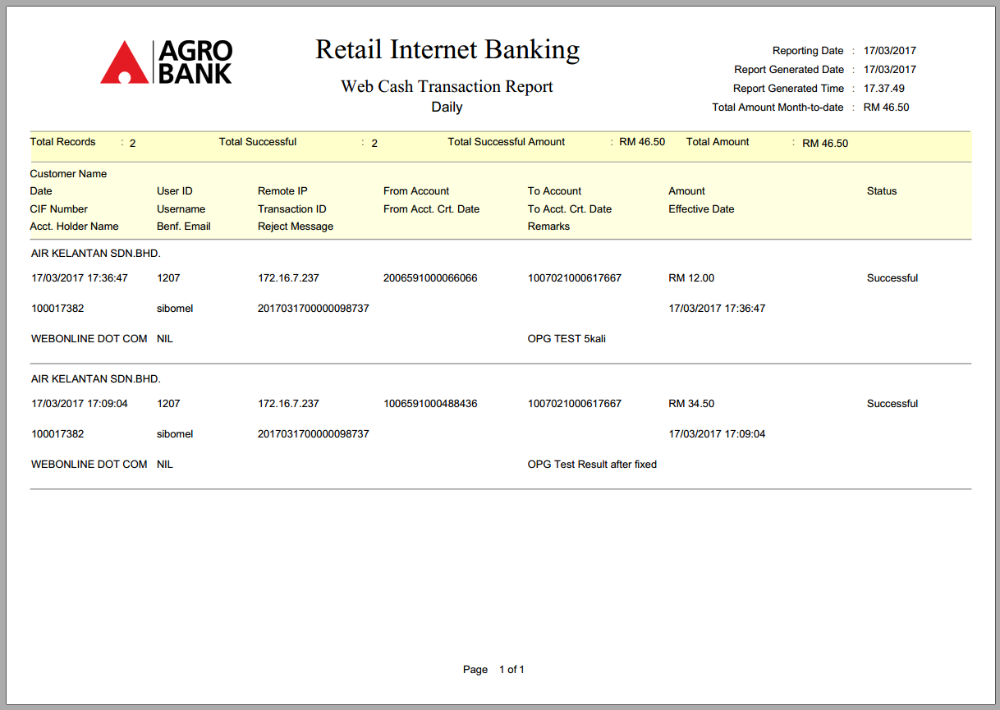 AGRO
BANK
Retail Internet Banking
Web Cash Transaction Report
Daily
Reporting Date : 17/03/2017
Report Generated Date : 17/03/2017
Report Generated Time : 17.37.49
Total Amount Month-to-date : RM 46.50
Total Records : 2 Total Successful : 2 Total Successful Amount : RM 46.50 Total Amount : RM 46.50
Customer Name
Date User ID Remote IP From Account To Account Amount Status
CIF Number Username Transaction ID From Acct. Crt. Date To Acct. Crt. Date Effective Date
Acct. Holder Name Benf. Email Reject Message Remarks
AIR KELANTAN SDN.BHD.
17/03/2017 17:36:47 1207 172.16.7.237 2006591000066066 1007021000617667 RM 12.00 Successful
100017382 sibomel 2017031700000098737 17/03/2017 17:36:47
WEBONLINE DOT COM NIL OPG TEST 5kali
AIR KELANTAN SDN.BHD.
17/03/2017 17:09:04 1207 172.16.7.237 1006591000488436 1007021000617667 RM 34.50 Successful
100017382 sibomel 2017031700000098737 17/03/2017 17:09:04
WEBONLINE DOT COM NIL OPG Test Result after fixed
Page 1 of 1